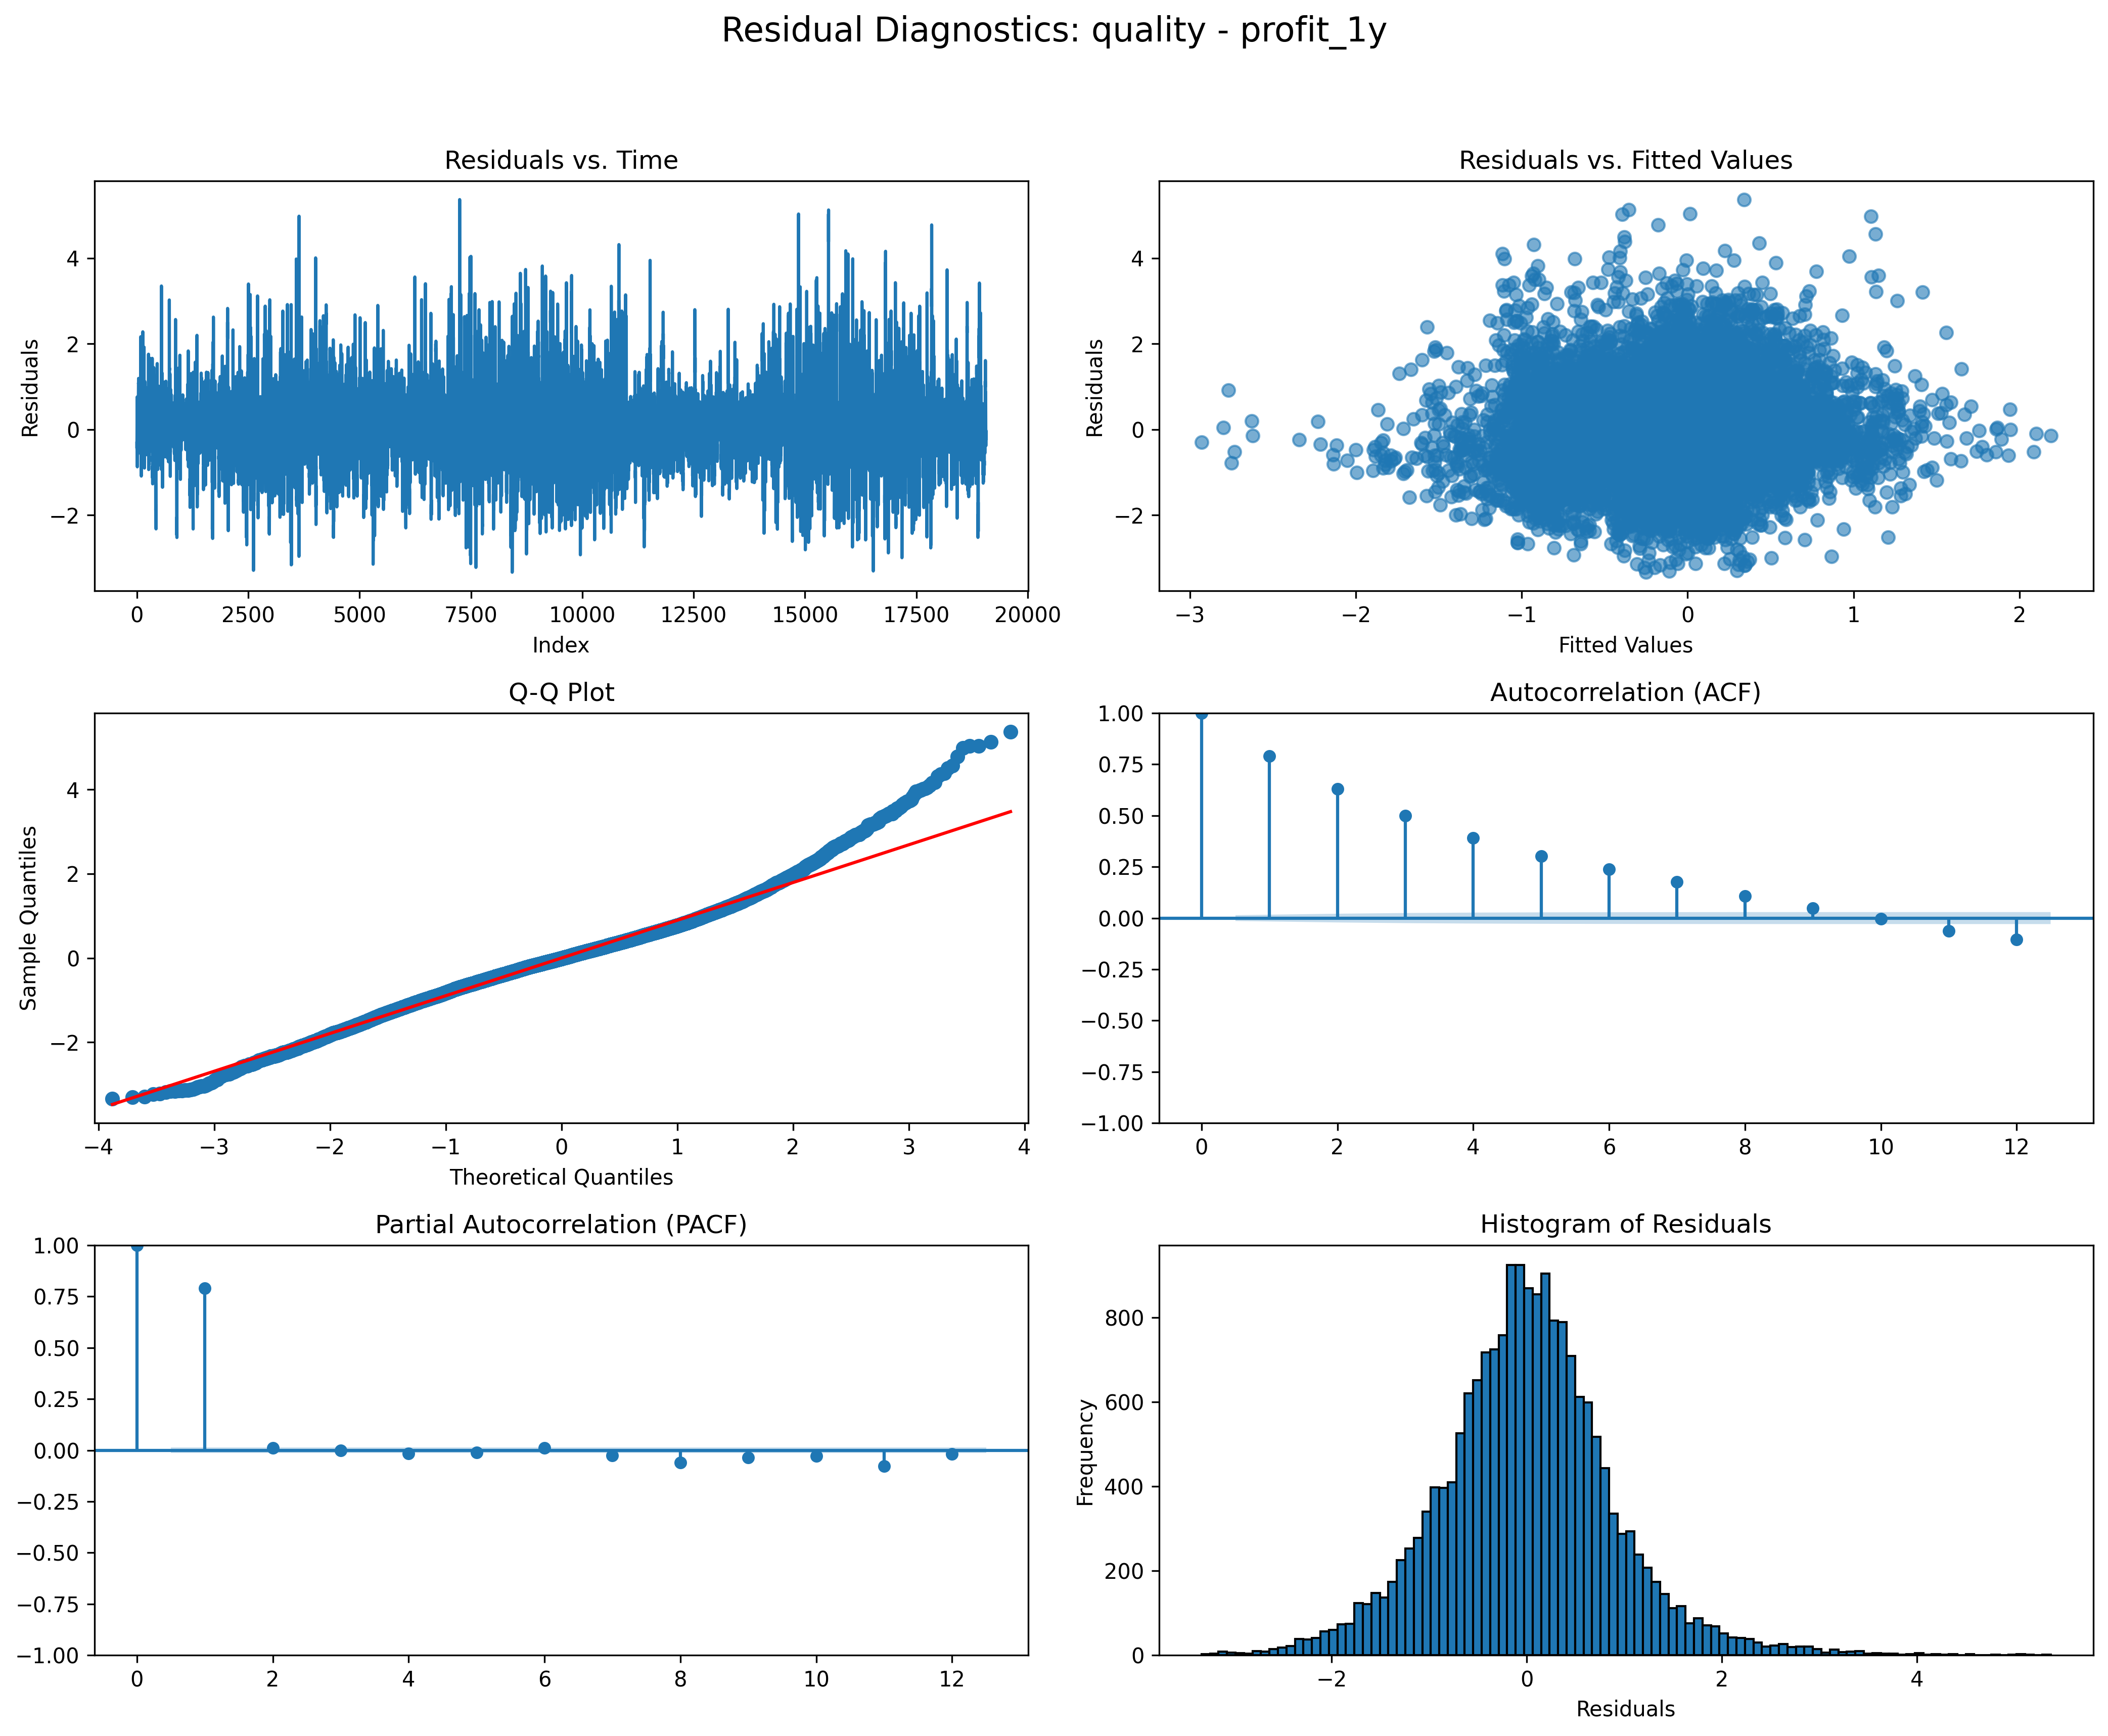 Residual Diagnostics: quality - profit_1y
Residuals vs. Time
Residuals
4
2
0
−2
0 2500 5000 7500 10000 12500 15000 17500 20000
Index
Residuals vs. Fitted Values
Residuals
4
2
0
−2
−3 −2 −1 0 1 2
Fitted Values
Q-Q Plot
Sample Quantiles
4
2
0
−2
−4 −3 −2 −1 0 1 2 3 4
Theoretical Quantiles
Autocorrelation (ACF)
1.00
0.75
0.50
0.25
0.00
−0.25
−0.50
−0.75
−1.00
0 2 4 6 8 10 12
Partial Autocorrelation (PACF)
1.00
0.75
0.50
0.25
0.00
−0.25
−0.50
−0.75
−1.00
0 2 4 6 8 10 12
Histogram of Residuals
Frequency
800
600
400
200
0
−2 0 2 4
Residuals